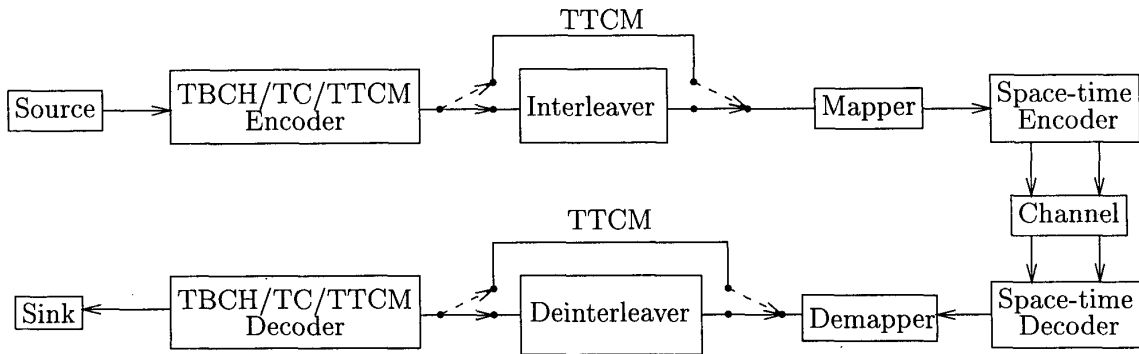 TTCM
Source
TBCH/TC/TTCM
Encoder
Interleaver
Mapper
Space-time
Encoder
Channel
TTCM
Sink
TBCH/TC/TTCM
Decoder
Deinterleaver
Demapper
Space-time
Decoder